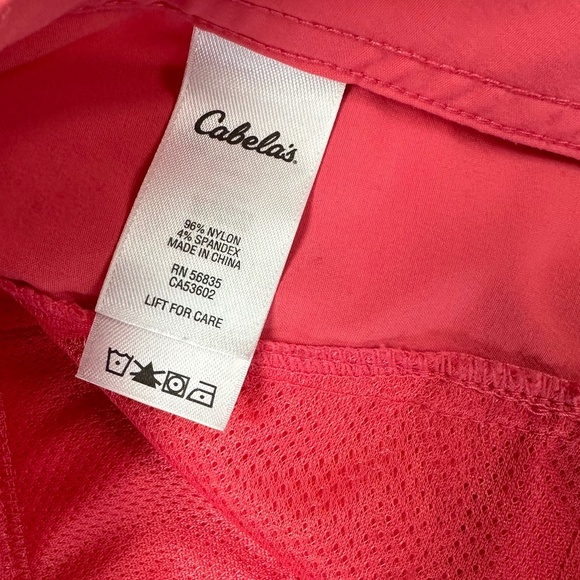 Cabela's
96% NYLON
4% SPANDEX
MADE IN CHINA
RN 56835
CA53602
LIFT FOR CARE